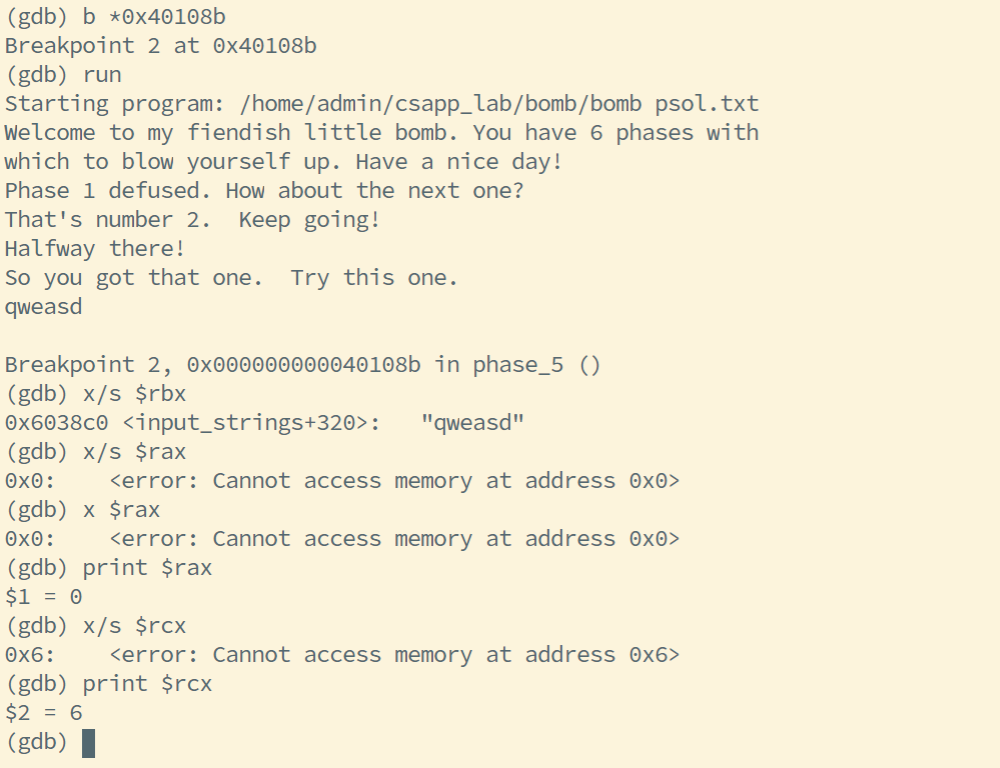 (gdb) b *0x40108b
Breakpoint 2 at 0x40108b
(gdb) run
Starting program: /home/admin/csapp_lab/bomb/bomb psol.txt
Welcome to my fiendish little bomb. You have 6 phases with
which to blow yourself up. Have a nice day!
Phase 1 defused. How about the next one?
That's number 2.  Keep going!
Halfway there!
So you got that one.  Try this one.
qweasd

Breakpoint 2, 0x000000000040108b in phase_5 ()
(gdb) x/s $rbx
0x6038c0 <input_strings+320>:   "qweasd"
(gdb) x/s $rax
0x0:    <error: Cannot access memory at address 0x0>
(gdb) x $rax
0x0:    <error: Cannot access memory at address 0x0>
(gdb) print $rax
$1 = 0
(gdb) x/s $rcx
0x6:    <error: Cannot access memory at address 0x6>
(gdb) print $rcx
$2 = 6
(gdb)